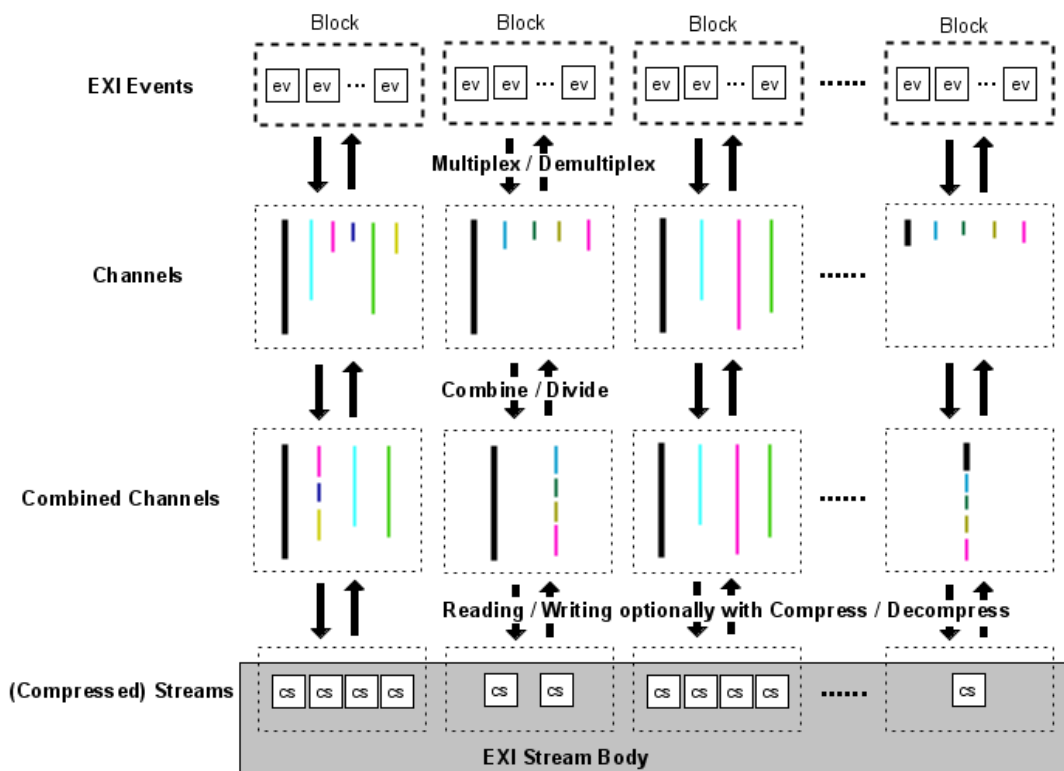 Block Block Block Block
EXI Events ev ev ... ev ev ev ... ev ev ev ... ev ...... ev ev ... ev
Multiplex / Demultiplex
Channels ......
Combine / Divide
Combined Channels ......
Reading / Writing optionally with Compress / Decompress
(Compressed) Streams cs cs cs cs cs cs cs cs cs cs ...... cs
EXI Stream Body